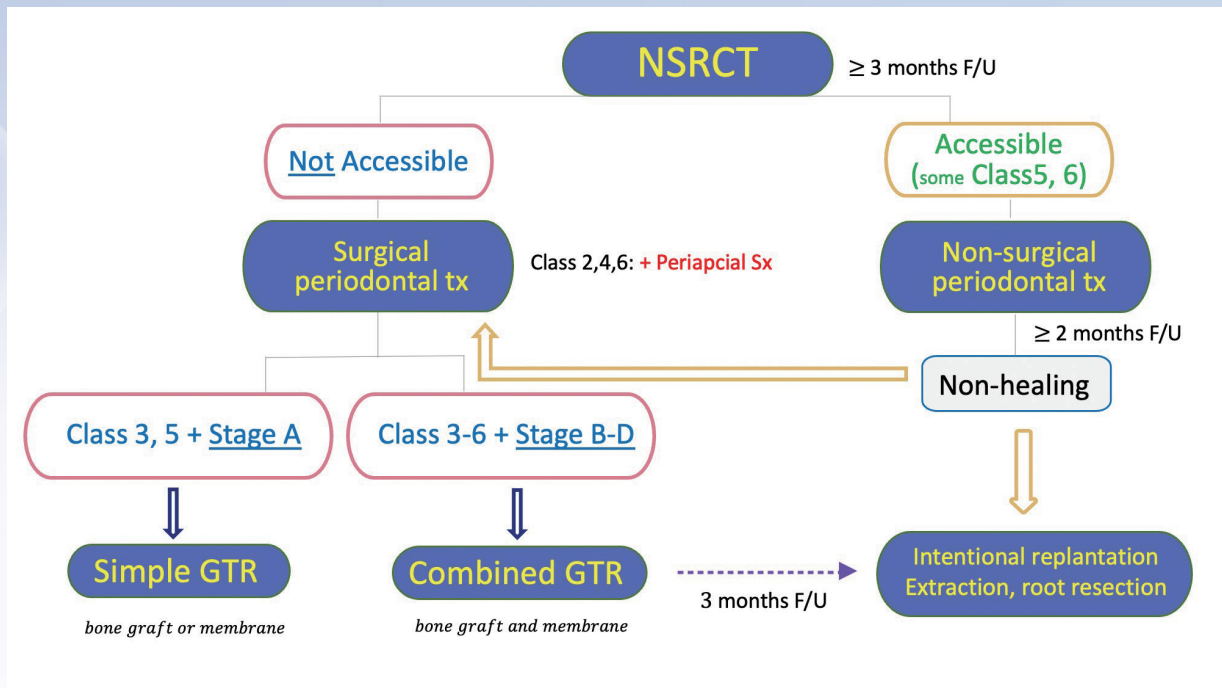 NSRCT
≥ 3 months F/U
Not Accessible
Accessible
(some Class5, 6)
Surgical
periodontal tx
Class 2,4,6: + Periapcial Sx
Non-surgical
periodontal tx
≥ 2 months F/U
Non-healing
Class 3, 5 + Stage A
Class 3-6 + Stage B-D
Simple GTR
bone graft or membrane
Combined GTR
bone graft and membrane
3 months F/U
Intentional replantation
Extraction, root resection